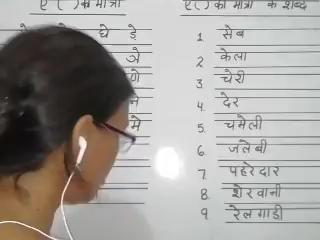 ए ( े ) की मात्रा
घे ङे
ञे
णे
ने
मे
ए ( े ) की मात्रा के शब्द
1. सेब
2. केला
3. चेरी
4. देर
5. चमेली
6. जलेबी
7. पहरेदार
8. शेरवानी
9. रेलगाड़ी